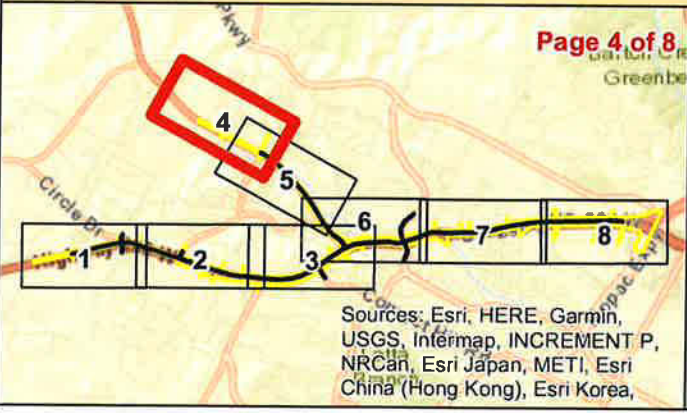 Pkwy
Page 4 of 8
Greenbe
4
5
Circle Dr
6
1
2
3
7
8
Sources: Esri, HERE, Garmin,
USGS, Intermap, INCREMENT P,
NRCan, Esri Japan, METI, Esri
China (Hong Kong), Esri Korea,